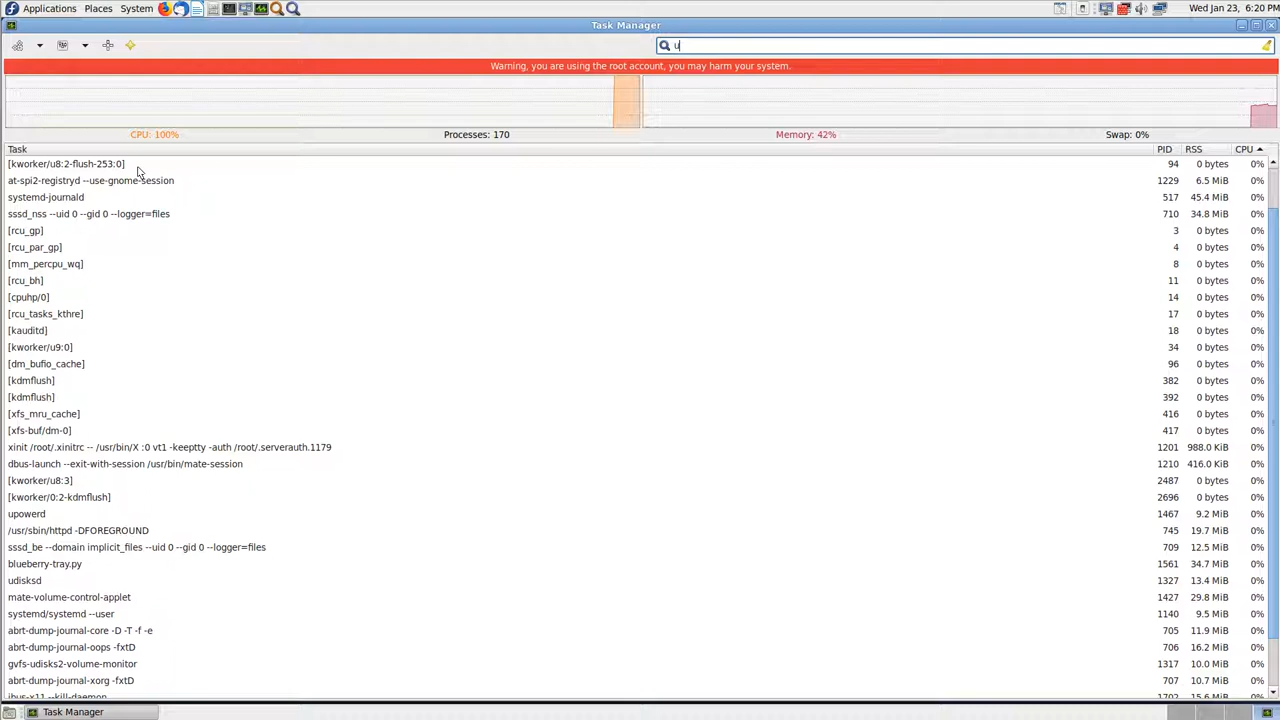 Applications Places System Wed Jan 23, 6:20 PM
Task Manager
u
Warning, you are using the root account, you may harm your system.
CPU: 100% Processes: 170 Memory: 42% Swap: 0%
Task PID RSS CPU
[kworker/u8:2-flush-253:0] 94 0 bytes 0%
at-spi2-registryd --use-gnome-session 1229 6.5 MiB 0%
systemd-journald 517 45.4 MiB 0%
sssd_nss --uid 0 --gid 0 --logger=files 710 34.8 MiB 0%
[rcu_gp] 3 0 bytes 0%
[rcu_par_gp] 4 0 bytes 0%
[mm_percpu_wq] 8 0 bytes 0%
[rcu_bh] 11 0 bytes 0%
[cpuhp/0] 14 0 bytes 0%
[rcu_tasks_kthre] 17 0 bytes 0%
[kauditd] 18 0 bytes 0%
[kworker/u9:0] 34 0 bytes 0%
[dm_bufio_cache] 96 0 bytes 0%
[kdmflush] 382 0 bytes 0%
[kdmflush] 392 0 bytes 0%
[xfs_mru_cache] 416 0 bytes 0%
[xfs-buf/dm-0] 417 0 bytes 0%
xinit /root/.xinitrc -- /usr/bin/X :0 vt1 -keeptty -auth /root/.serverauth.1179 1201 988.0 KiB 0%
dbus-launch --exit-with-session /usr/bin/mate-session 1210 416.0 KiB 0%
[kworker/u8:3] 2487 0 bytes 0%
[kworker/0:2-kdmflush] 2696 0 bytes 0%
upowerd 1467 9.2 MiB 0%
/usr/sbin/httpd -DFOREGROUND 745 19.7 MiB 0%
sssd_be --domain implicit_files --uid 0 --gid 0 --logger=files 709 12.5 MiB 0%
blueberry-tray.py 1561 34.7 MiB 0%
udisksd 1327 13.4 MiB 0%
mate-volume-control-applet 1427 29.8 MiB 0%
systemd/systemd --user 1140 9.5 MiB 0%
abrt-dump-journal-core -D -T -f -e 705 11.9 MiB 0%
abrt-dump-journal-oops -fxtD 706 16.2 MiB 0%
gvfs-udisks2-volume-monitor 1317 10.0 MiB 0%
abrt-dump-journal-xorg -fxtD 707 10.7 MiB 0%
ibus-x11 --kill-daemon 1702 15.6 MiB 0%
Task Manager